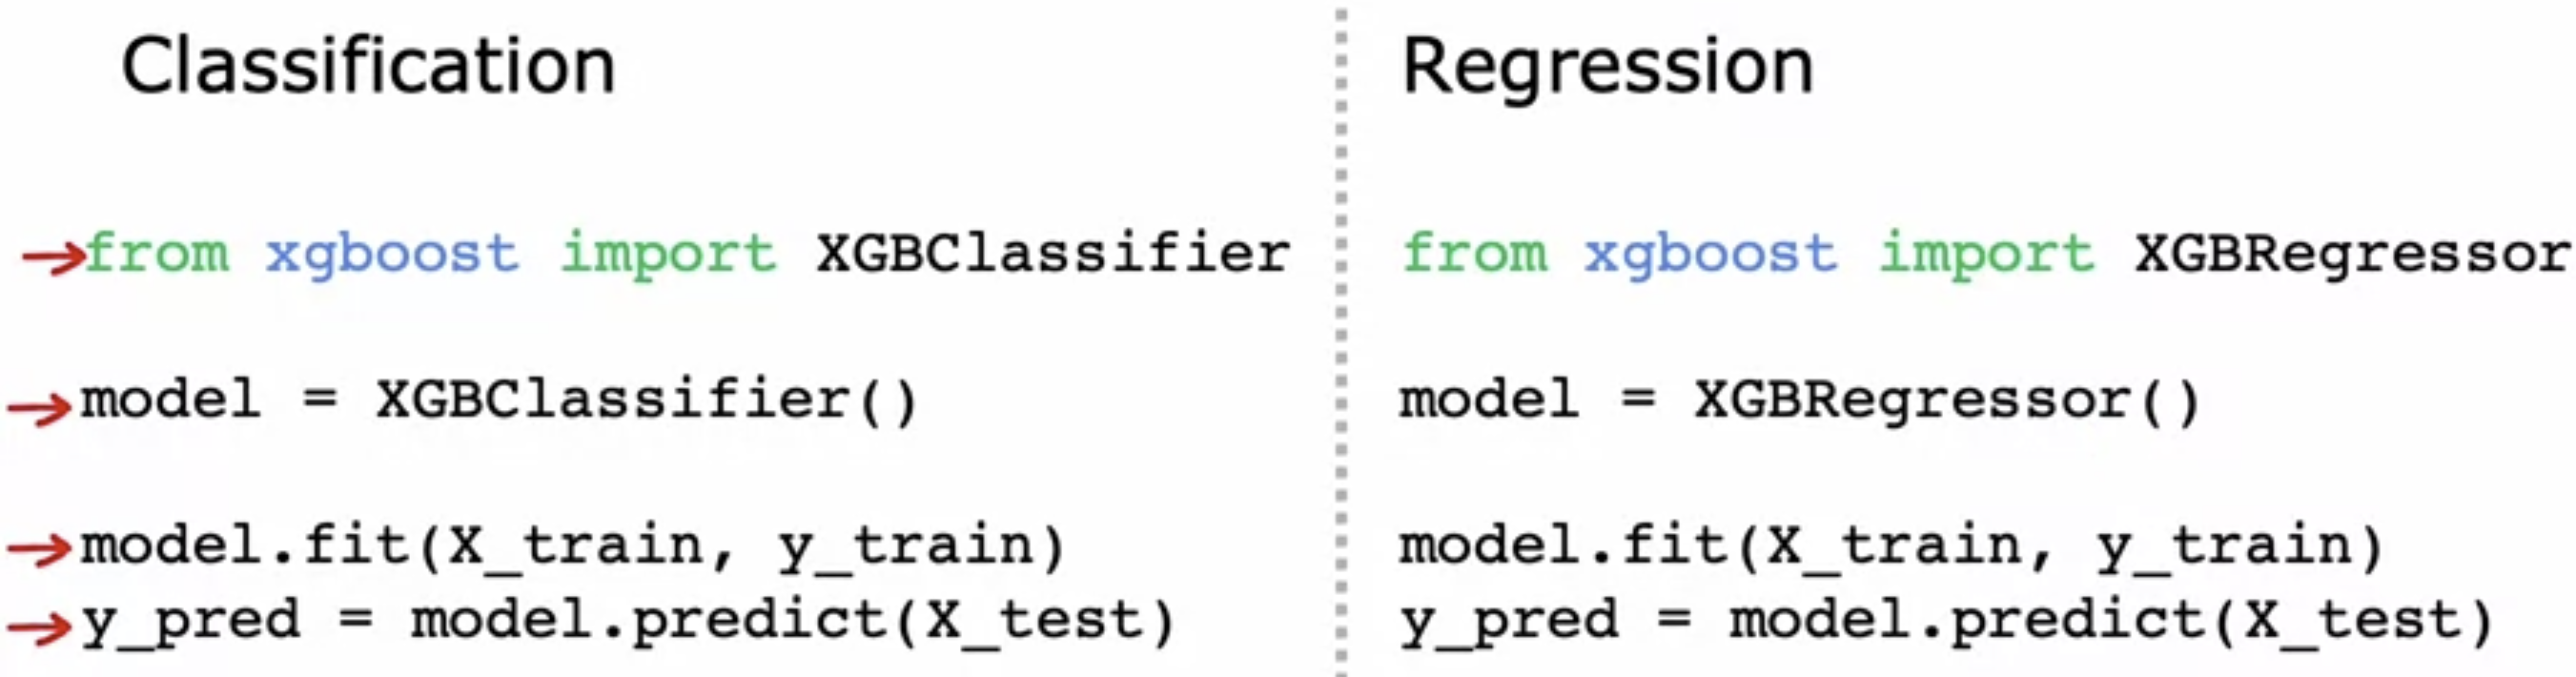 Classification
from xgboost import XGBClassifier
model = XGBClassifier()
model.fit(X_train, y_train)
y_pred = model.predict(X_test)
Regression
from xgboost import XGBRegressor
model = XGBRegressor()
model.fit(X_train, y_train)
y_pred = model.predict(X_test)